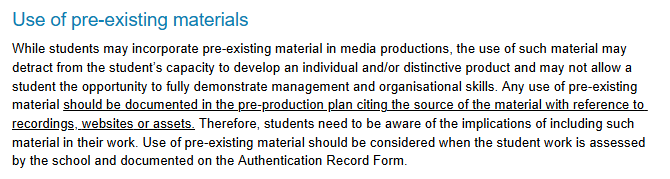 Use of pre-existing materials
While students may incorporate pre-existing material in media productions, the use of such material may
detract from the student's capacity to develop an individual and/or distinctive product and may not allow a
student the opportunity to fully demonstrate management and organisational skills. Any use of pre-existing
material should be documented in the pre-production plan citing the source of the material with reference to
recordings, websites or assets. Therefore, students need to be aware of the implications of including such
material in their work. Use of pre-existing material should be considered when the student work is assessed
by the school and documented on the Authentication Record Form.